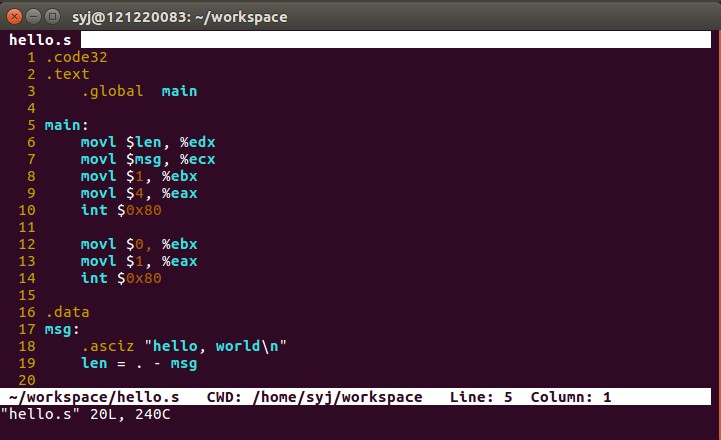 syj@121220083: ~/workspace
hello.s
1 .code32
2 .text
3     .global  main
4
5 main:
6     movl $len, %edx
7     movl $msg, %ecx
8     movl $1, %ebx
9     movl $4, %eax
10     int $0x80
11
12     movl $0, %ebx
13     movl $1, %eax
14     int $0x80
15
16 .data
17 msg:
18     .asciz "hello, world\n"
19     len = . - msg
20
~/workspace/hello.s   CWD: /home/syj/workspace   Line: 5  Column: 1
"hello.s" 20L, 240C